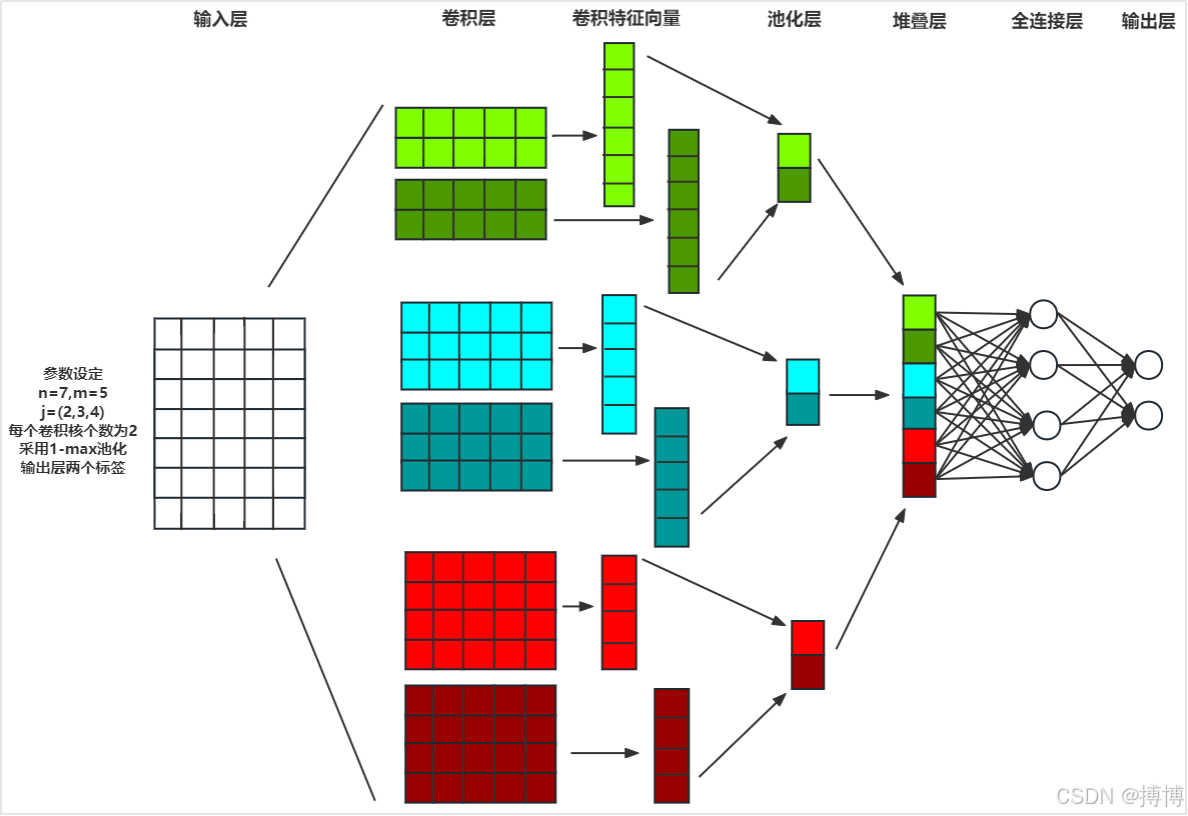 输入层
卷积层
卷积特征向量
池化层
堆叠层
全连接层
输出层
参数设定
n=7,m=5
j=(2,3,4)
每个卷积核个数为2
采用1-max池化
输出层两个标签
CSDN @搏博